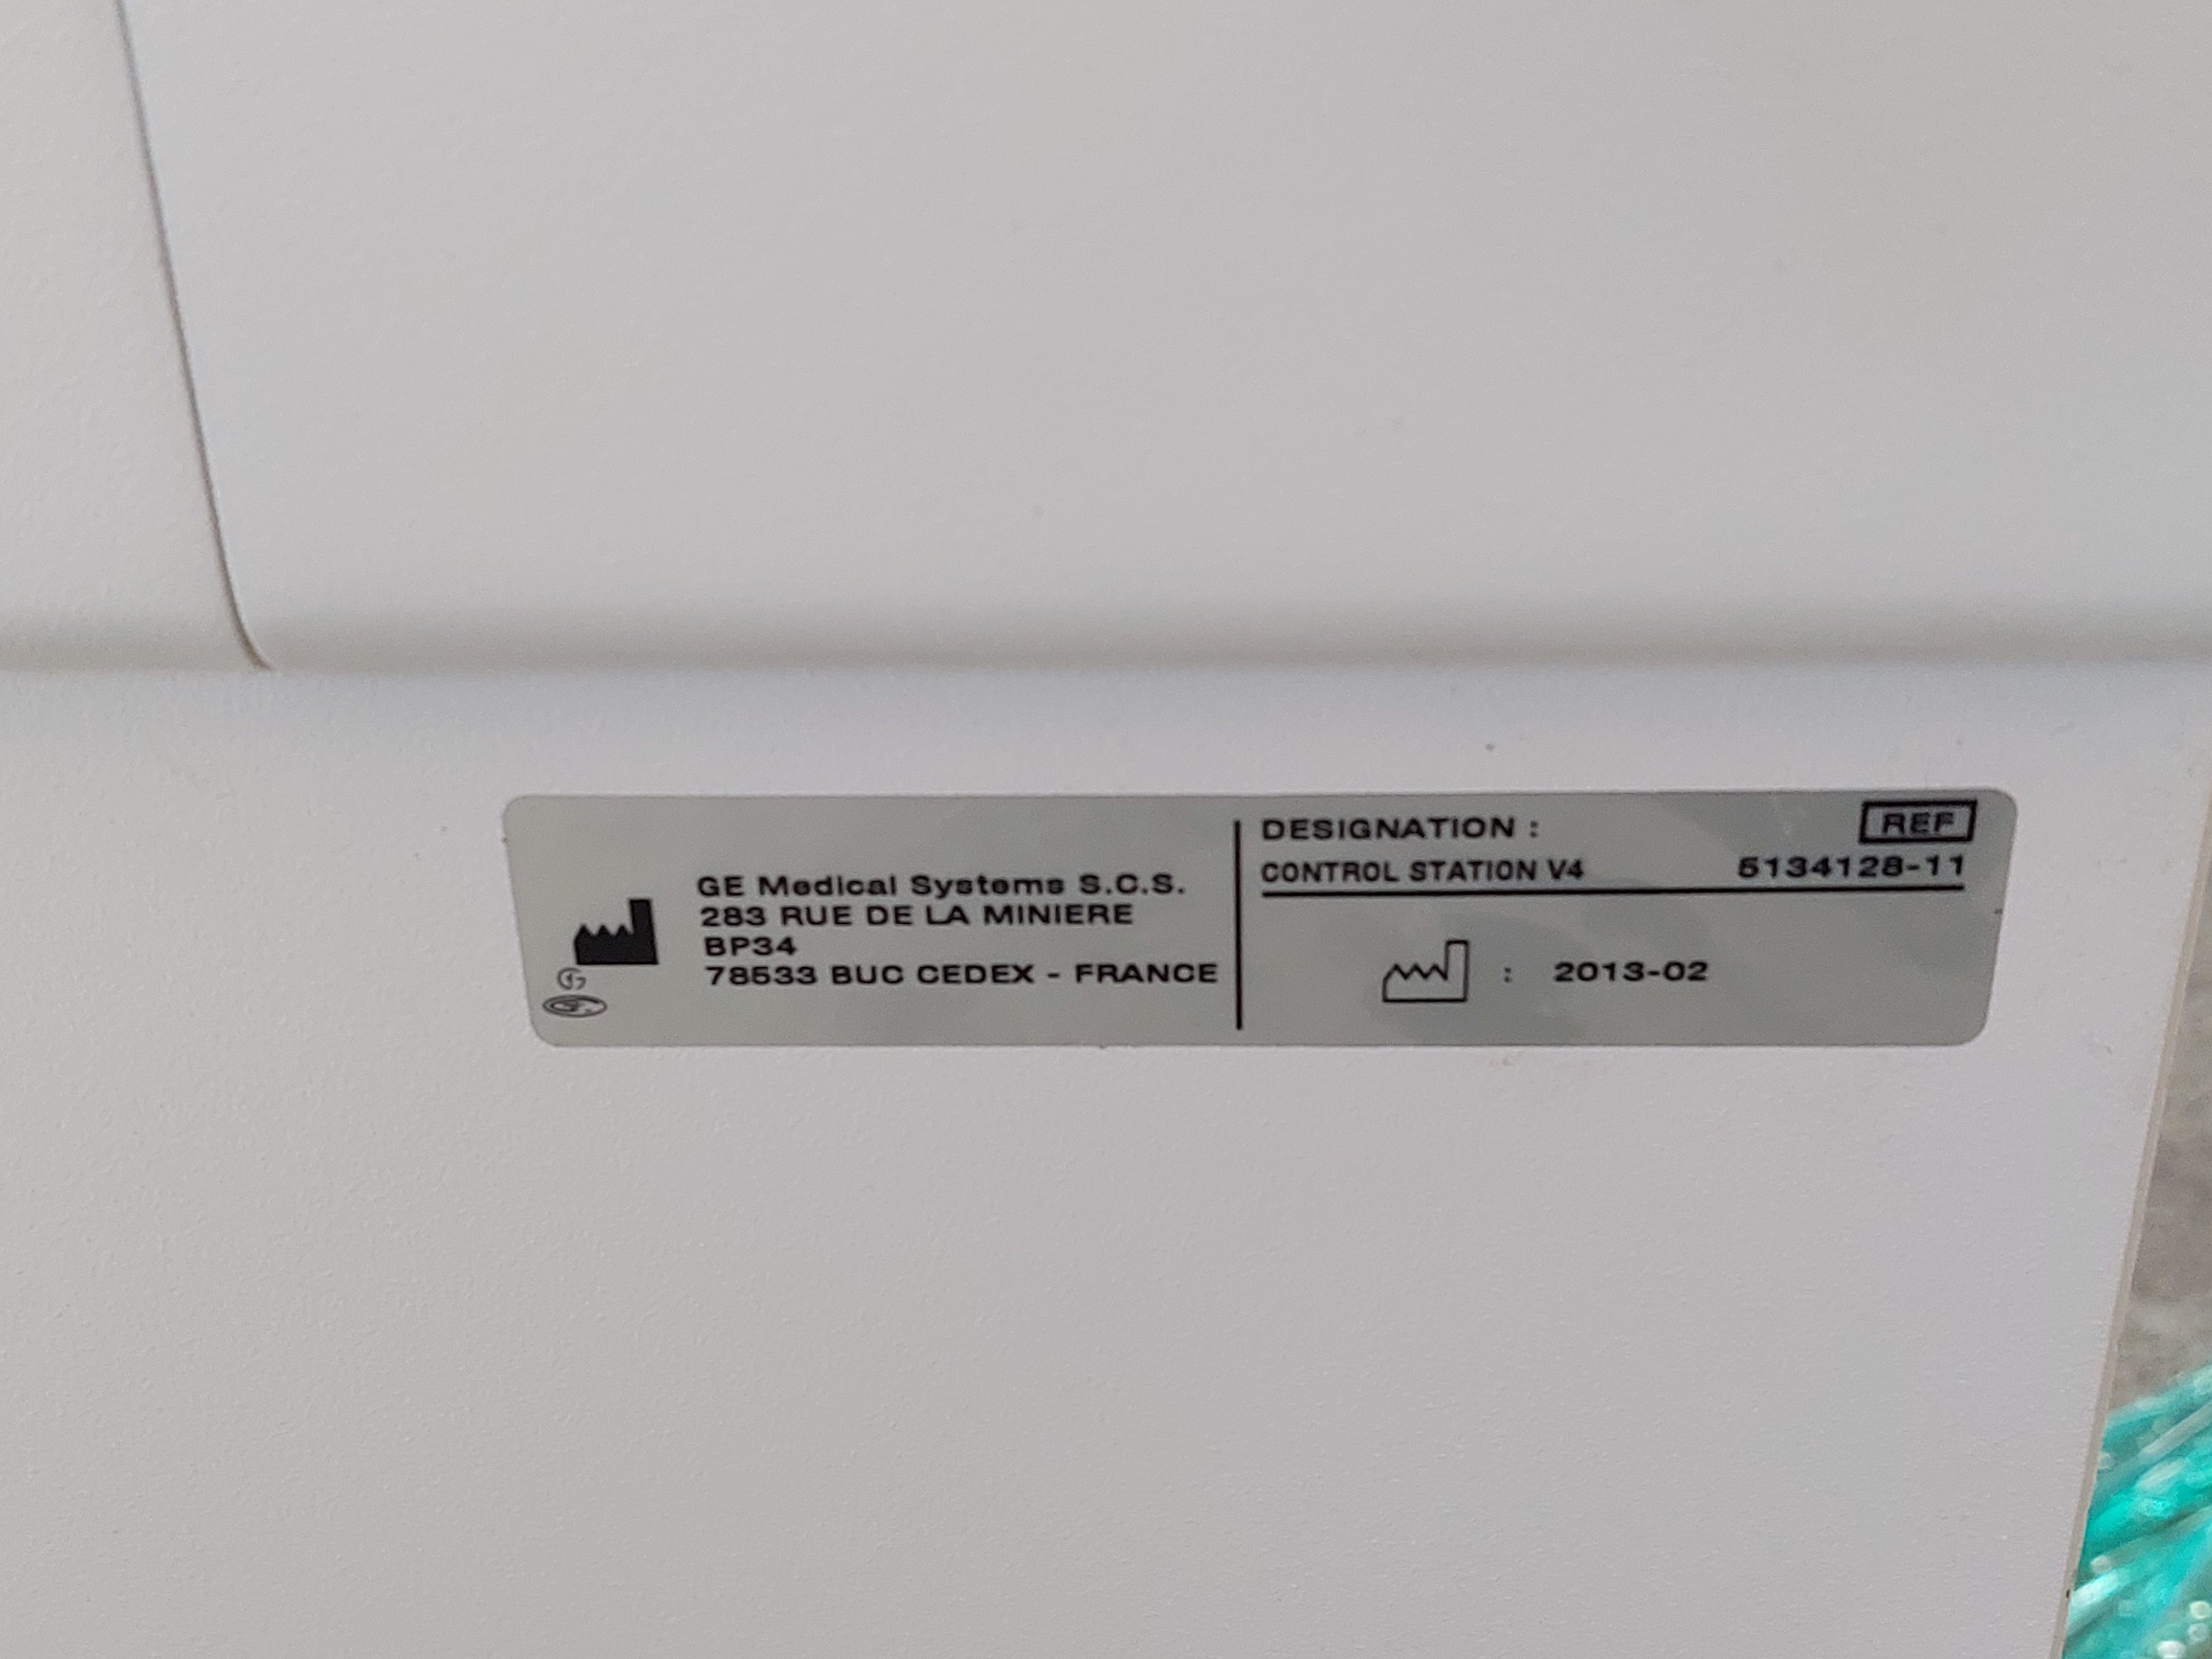 GE Medical Systems S.C.S.
283 RUE DE LA MINIERE
BP34
78533 BUC CEDEX - FRANCE
DESIGNATION :
REF
CONTROL STATION V4
5134128-11
: 2013-02